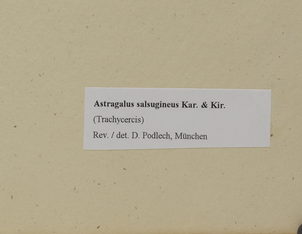 Astragalus salsugineus Kar. & Kir.
(Trachycercis)
Rev. / det. D. Podlech, München